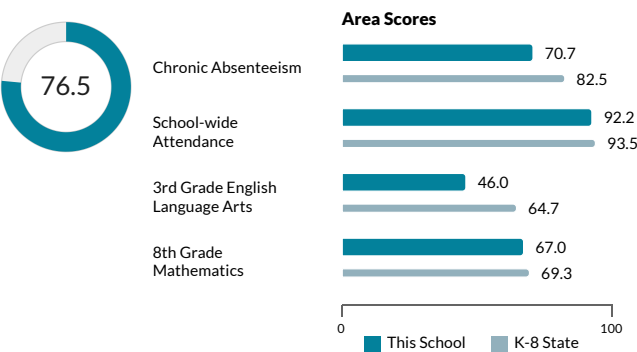 Area Scores
76.5
Chronic Absenteeism
70.7
82.5
School-wide
Attendance
92.2
93.5
3rd Grade English
Language Arts
46.0
64.7
8th Grade
Mathematics
67.0
69.3
0 100
This School K-8 State